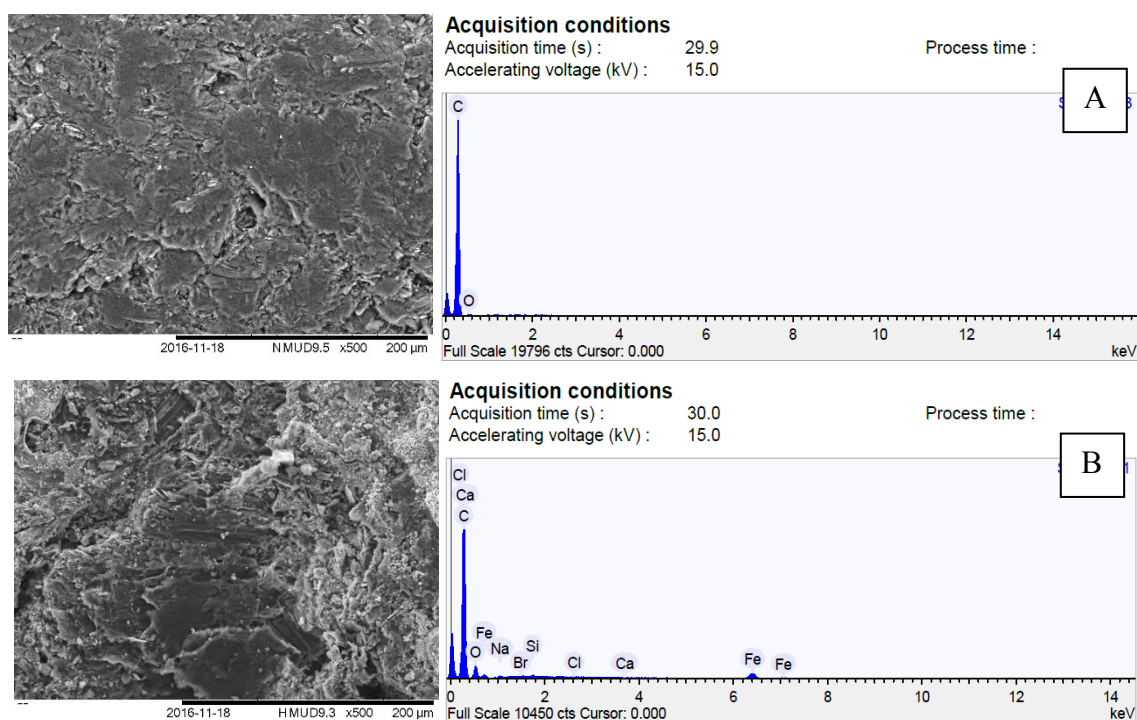 Acquisition conditions
Acquisition time (s) : 29.9 Process time :
Accelerating voltage (kV) : 15.0
A
C
O
0 2 4 6 8 10 12 14
Full Scale 19796 cts Cursor: 0.000 keV
2016-11-18 NMUD9.5 x500 200 μm
Acquisition conditions
Acquisition time (s) : 30.0 Process time :
Accelerating voltage (kV) : 15.0
B
Cl
Ca
C
Fe
O Na Si
Br Cl Ca Fe Fe
0 2 4 6 8 10 12 14
Full Scale 10450 cts Cursor: 0.000 keV
2016-11-18 HMUD9.3 x500 200 μm